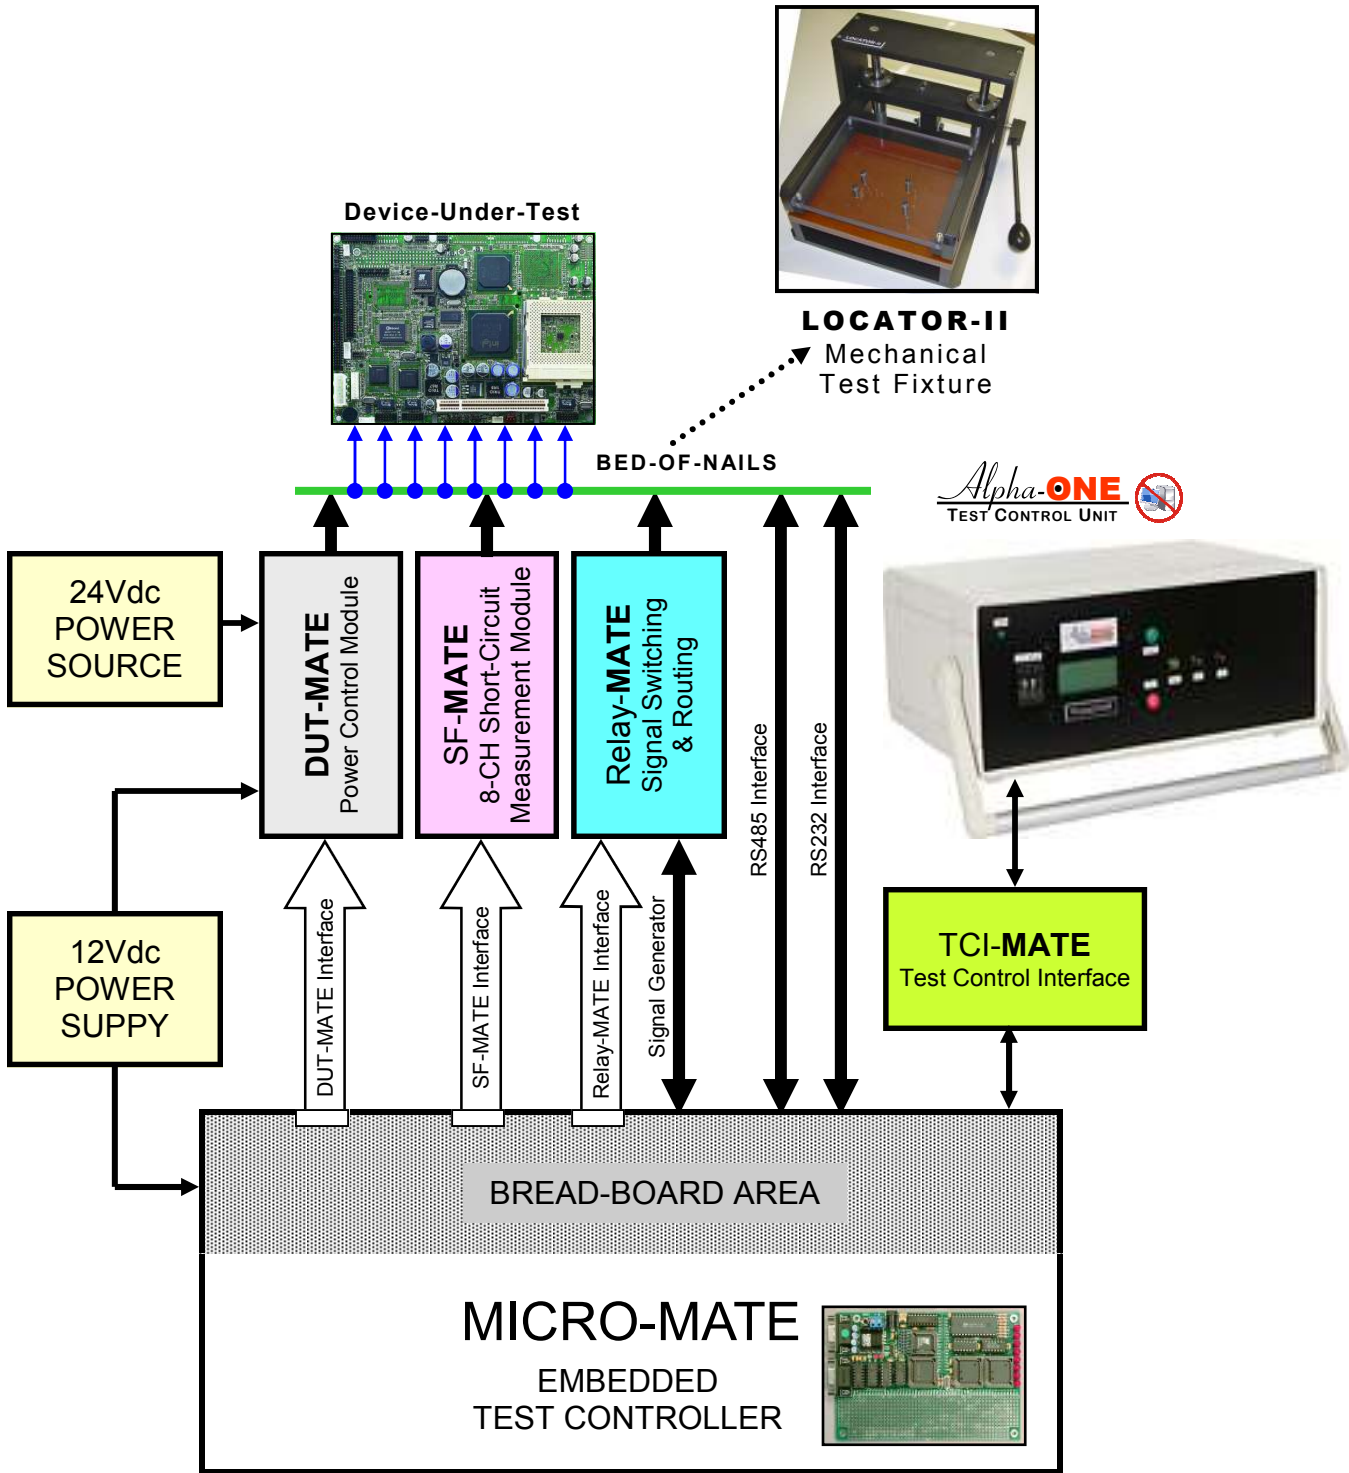 LOCATOR-II
Device-Under-Test
LOCATOR-II
Mechanical
Test Fixture
BED-OF-NAILS
Alpha-ONE
TEST CONTROL UNIT
24Vdc
POWER
SOURCE
DUT-MATE
Power Control Module
SF-MATE
8-CH Short-Circuit
Measurement Module
Relay-MATE
Signal Switching
& Routing
RS485 Interface
RS232 Interface
12Vdc
POWER
SUPPY
DUT-MATE Interface
SF-MATE Interface
Relay-MATE Interface
Signal Generator
TCI-MATE
Test Control Interface
BREAD-BOARD AREA
MICRO-MATE
EMBEDDED
TEST CONTROLLER